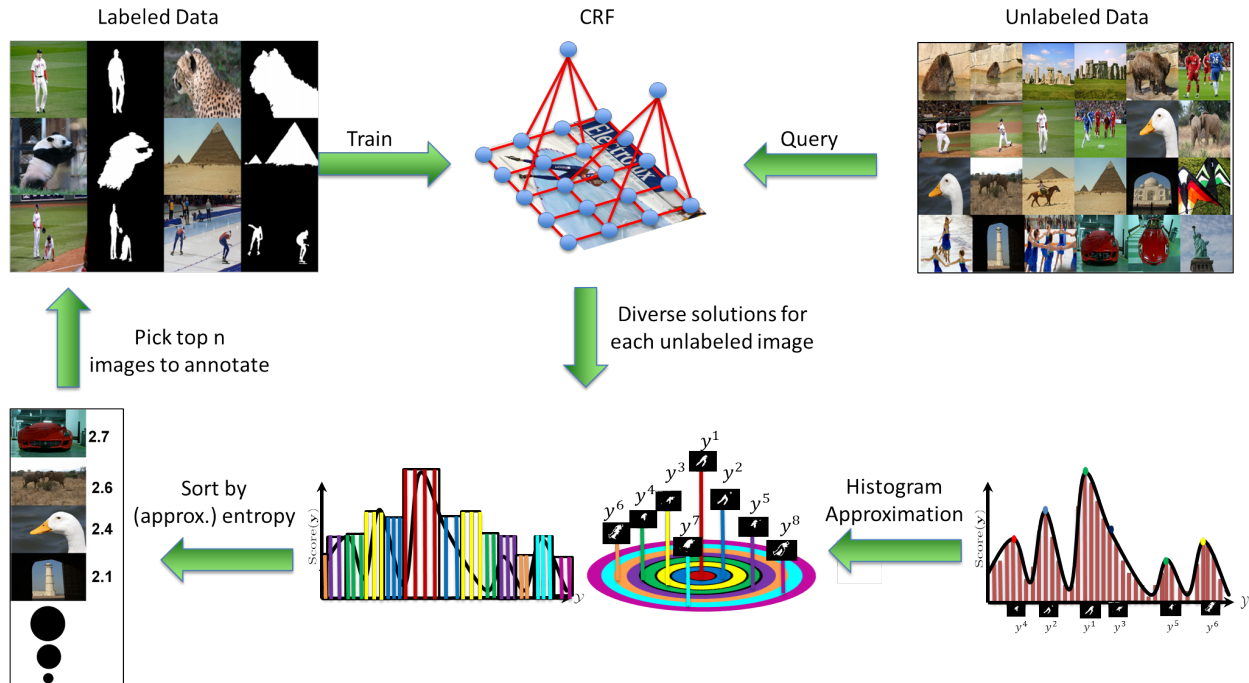 Labeled Data
CRF
Unlabeled Data
Train
Query
Electrolux
Pick top n
images to annotate
Diverse solutions for
each unlabeled image
2.7
2.6
2.4
2.1
Sort by
(approx.) entropy
Score(y)
y
y¹
y²
y³
y⁴
y⁵
y⁶
y⁷
y⁸
Histogram
Approximation
Score(y)
y
y⁴
y²
y¹
y³
y⁵
y⁶